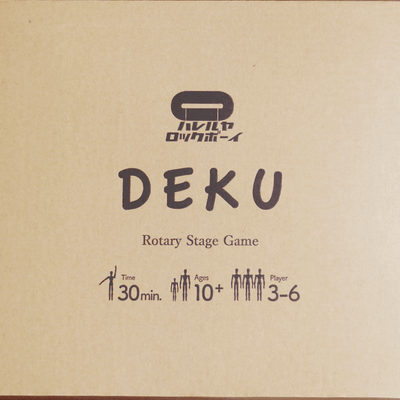 ハレルヤ
ロックボーイ
DEKU
Rotary Stage Game
Time 30min. Ages 10+ Player 3-6